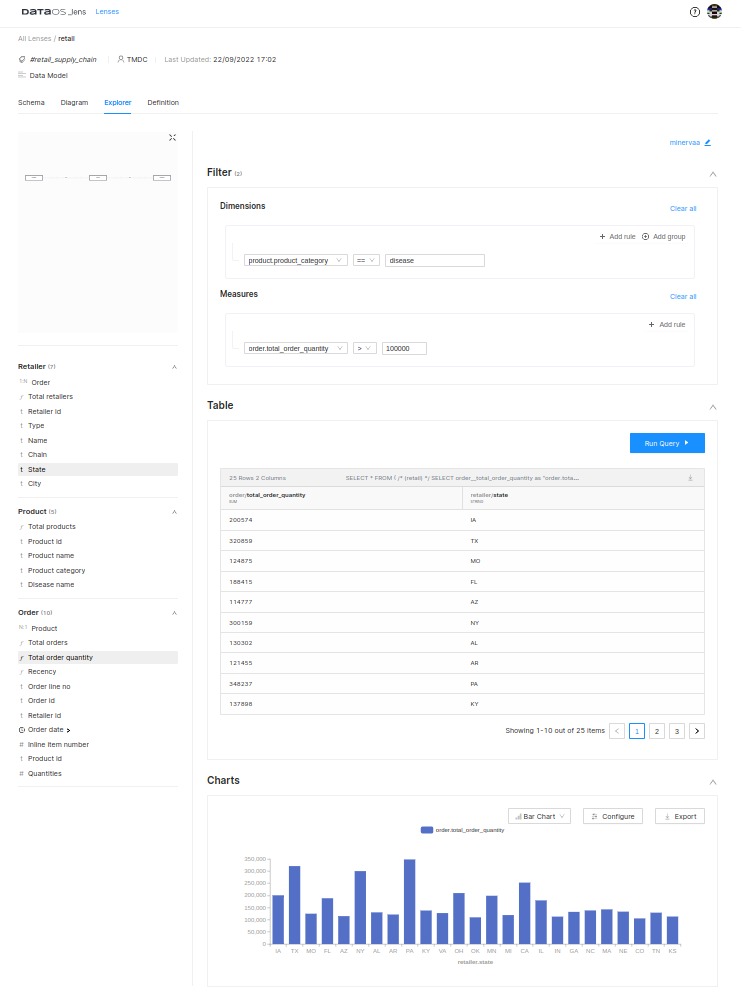 DATAOS _lens
Lenses
All Lenses / retail
#retail_supply_chain
TMDC
Last Updated: 22/09/2022 17:02
Data Model
Schema
Diagram
Explorer
Definition
minervaa
Filter (2)
Dimensions
Clear all
+ Add rule
Add group
product.product_category
==
disease
Measures
Clear all
+ Add rule
order.total_order_quantity
>
100000
Retailer (7)
1:N Order
Total retailers
t Retailer id
t Type
t Name
t Chain
t State
t City
Product (5)
Total products
t Product id
t Product name
t Product category
t Disease name
Order (10)
N:1 Product
Total orders
Total order quantity
Recency
t Order line no
t Order id
t Retailer id
Order date >
# Inline item number
t Product id
# Quantities
Table
Run Query
25 Rows 2 Columns
SELECT * FROM ( /* (retail) */ SELECT order__total_order_quantity as "order.tota...
order/total_order_quantity
retailer/state
200574 IA
320859 TX
124875 MO
188415 FL
114777 AZ
300159 NY
130302 AL
121455 AR
348237 PA
137898 KY
Showing 1-10 out of 25 items
< 1 2 3 >
Charts
Bar Chart
Configure
Export
order.total_order_quantity
350,000
300,000
250,000
200,000
150,000
100,000
50,000
0
IA TX MO FL AZ NY AL AR PA KY VA OH OK MN MI CA IL IN GA NC MA NE CO TN KS
retailer.state